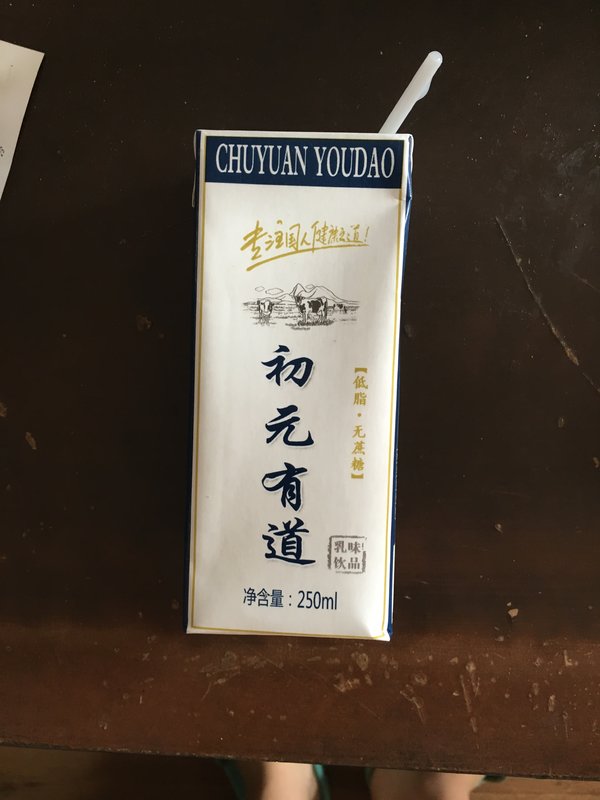 CHUYUAN YOUDAO
专注国人健康之道!
初元有道
【低脂·无蔗糖】
乳味
饮品
净含量：250ml